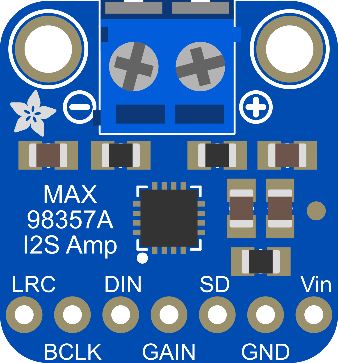 MAX
98357A
I2S Amp
LRC DIN SD Vin
BCLK GAIN GND